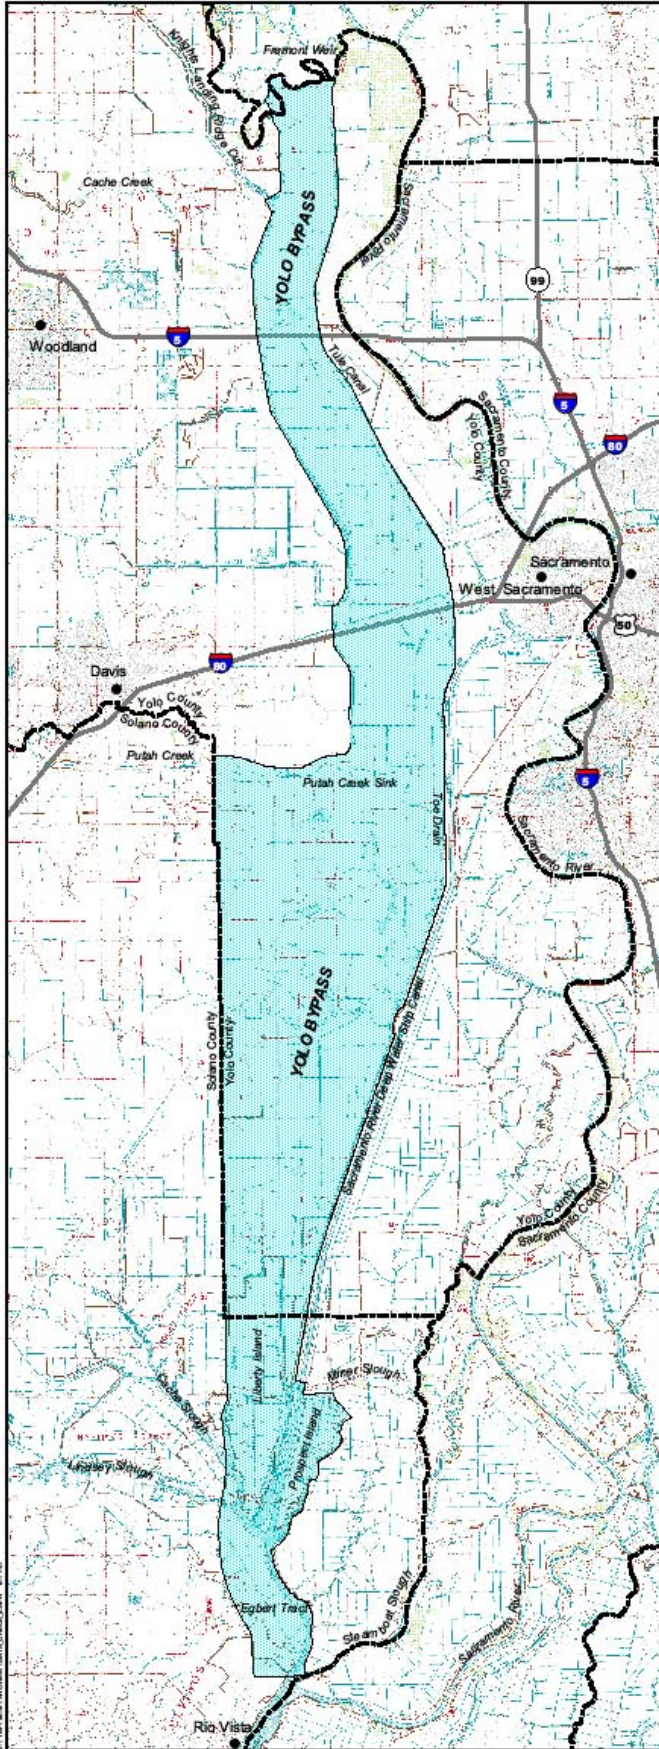 Fremont Weir
Knights Landing Ridge Cut
Cache Creek
YOLO BYPASS
Sacramento River
99
Woodland
5
Tule Canal
5
Sacramento County
Yolo County
80
Sacramento
West Sacramento
50
80
Davis
Yolo County
Solano County
Putah Creek
Putah Creek Sink
5
Toe Drain
Sacramento River
YOLO BYPASS
Solano County
Yolo County
Sacramento River Deep Water Ship Canal
Yolo County
Sacramento County
Liberty Island
Miner Slough
Cache Slough
Prospect Island
Lindsey Slough
Egbert Tract
Steamboat Slough
Sacramento River
Rio Vista